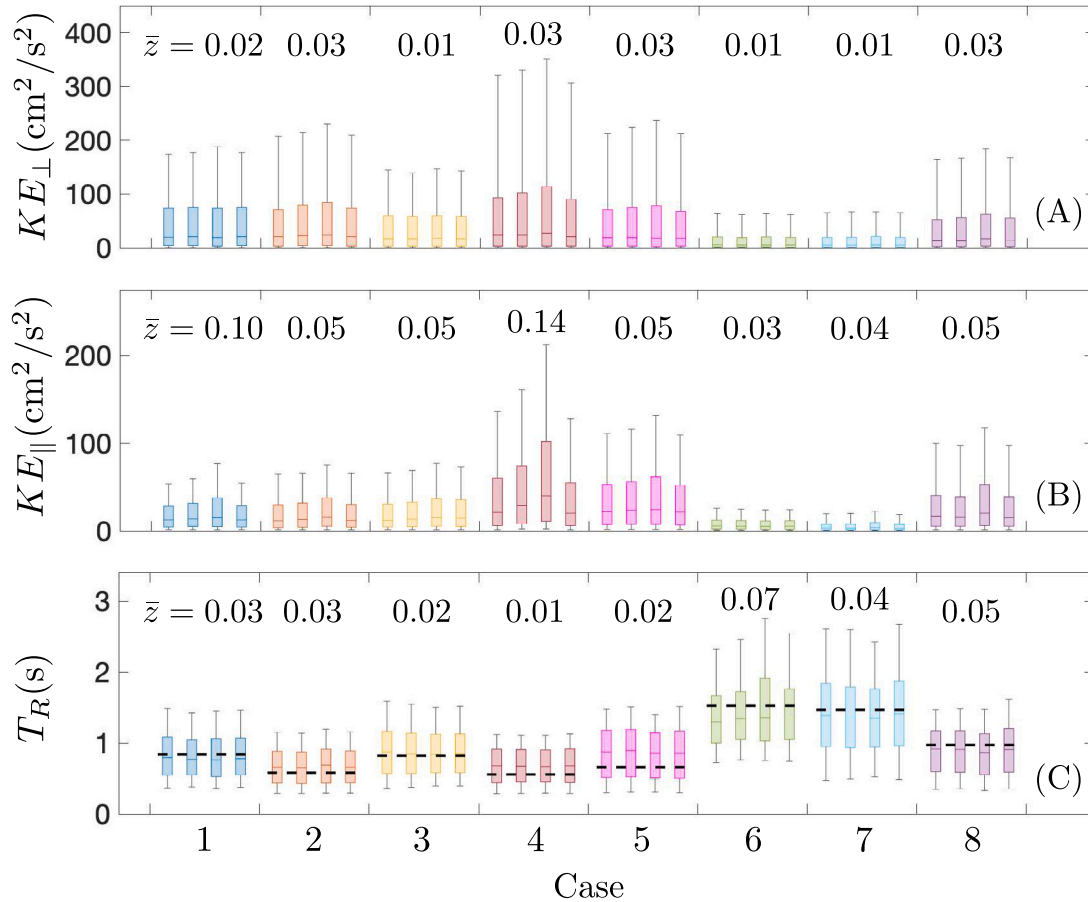 KE⊥(cm²/s²)
400
300
200
100
0
z̄ = 0.02 0.03 0.01 0.03 0.03 0.01 0.01 0.03
(A)
KE∥(cm²/s²)
200
100
0
z̄ = 0.10 0.05 0.05 0.14 0.05 0.03 0.04 0.05
(B)
T_R(s)
3
2
1
0
z̄ = 0.03 0.03 0.02 0.01 0.02 0.07 0.04 0.05
(C)
1 2 3 4 5 6 7 8
Case